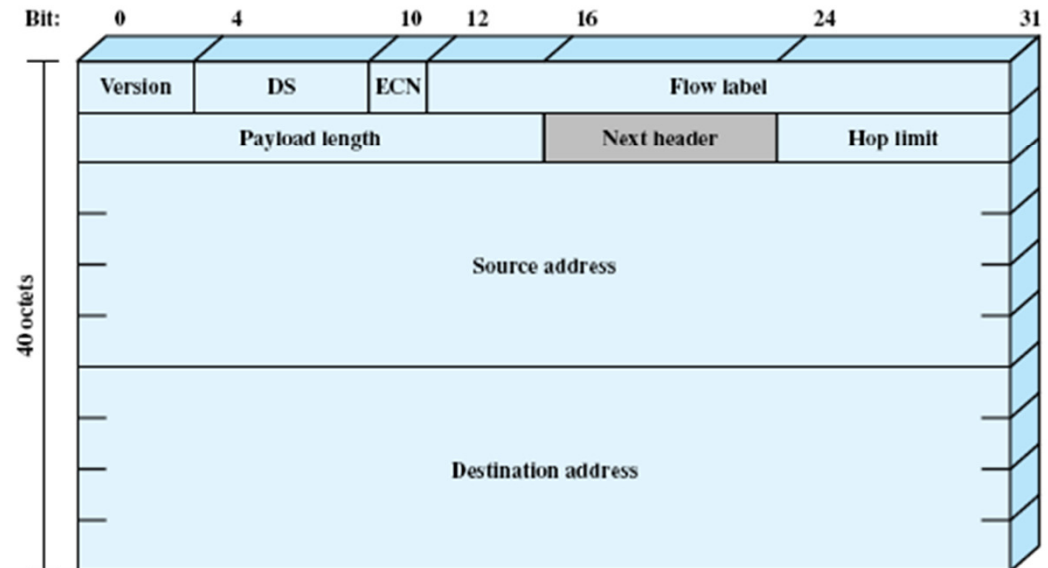 Bit: 0 4 10 12 16 24 31
Version DS ECN Flow label
Payload length Next header Hop limit
Source address
40 octets
Destination address